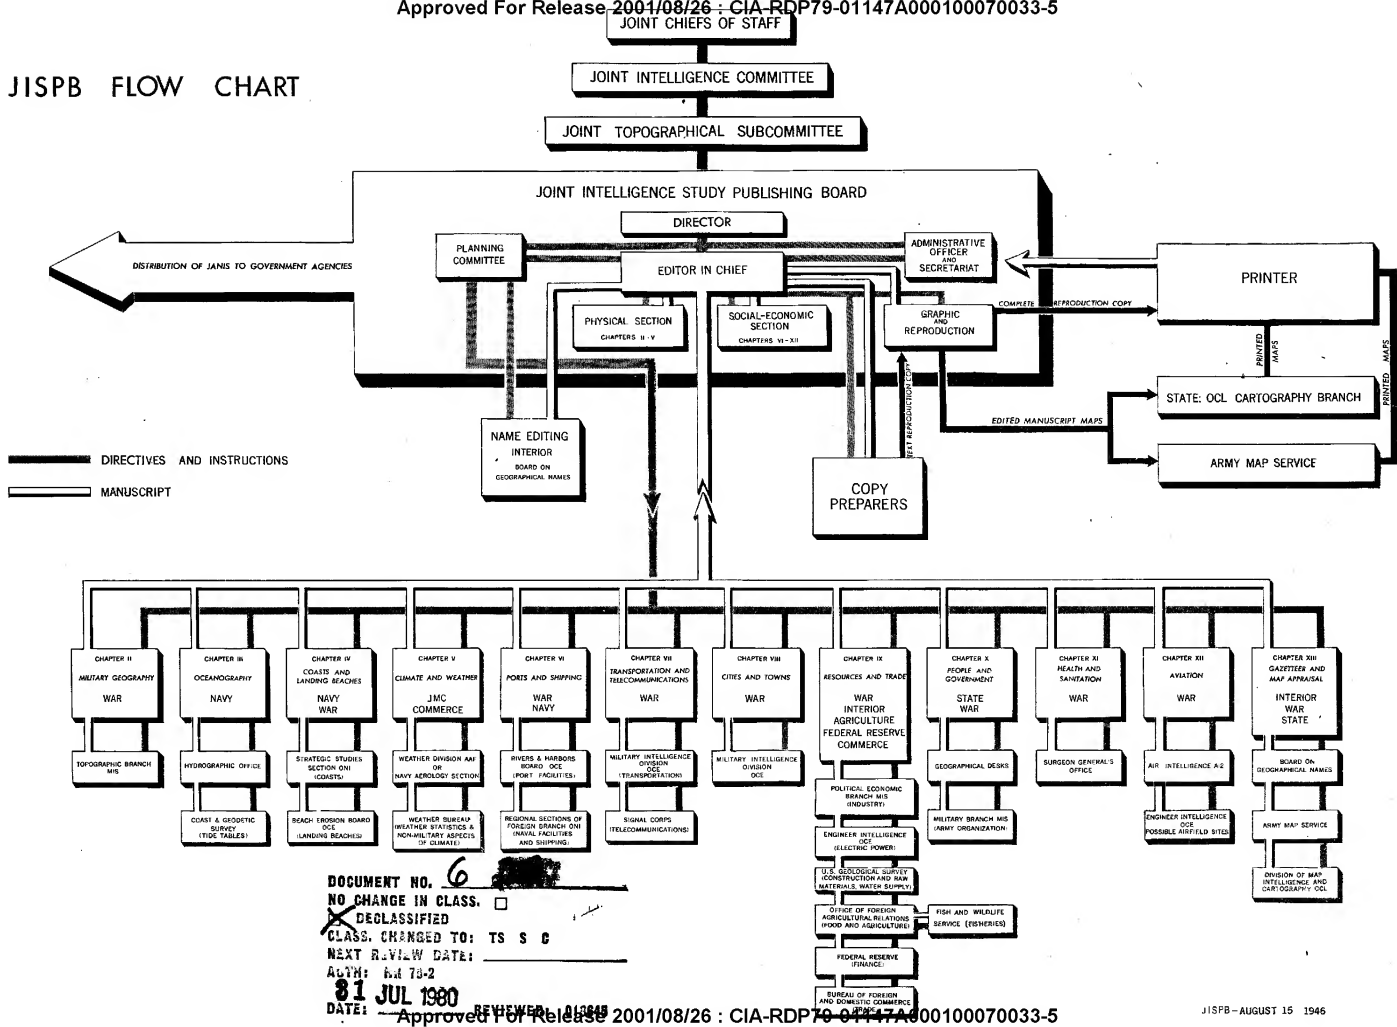 Approved For Release 2001/08/26 : CIA-RDP79-01147A000100070033-5
JOINT CHIEFS OF STAFF
JISPB FLOW CHART
JOINT INTELLIGENCE COMMITTEE
JOINT TOPOGRAPHICAL SUBCOMMITTEE
JOINT INTELLIGENCE STUDY PUBLISHING BOARD
DIRECTOR
PLANNING
COMMITTEE
EDITOR IN CHIEF
ADMINISTRATIVE
OFFICER
AND
SECRETARIAT
DISTRIBUTION OF JANIS TO GOVERNMENT AGENCIES
PRINTER
PHYSICAL SECTION
CHAPTERS II-V
SOCIAL-ECONOMIC
SECTION
CHAPTERS VI-XII
GRAPHIC
AND
REPRODUCTION
COMPLETE REPRODUCTION COPY
PRINTED
MAPS
PRINTED MAPS
STATE: OCL CARTOGRAPHY BRANCH
EDITED MANUSCRIPT MAPS
ARMY MAP SERVICE
TEXT REPRODUCTION COPY
NAME EDITING
INTERIOR
BOARD ON
GEOGRAPHICAL NAMES
COPY
PREPARERS
DIRECTIVES AND INSTRUCTIONS
MANUSCRIPT
CHAPTER II
MILITARY GEOGRAPHY
WAR
TOPOGRAPHIC BRANCH
MIS
CHAPTER III
OCEANOGRAPHY
NAVY
HYDROGRAPHIC OFFICE
COAST & GEODETIC
SURVEY
(TIDE TABLES)
CHAPTER IV
COASTS AND
LANDING BEACHES
NAVY
WAR
STRATEGIC STUDIES
SECTION ONI
(COASTS)
BEACH EROSION BOARD
OCE
(LANDING BEACHES)
CHAPTER V
CLIMATE AND WEATHER
JMC
COMMERCE
WEATHER DIVISION AAF
OR
NAVY AEROLOGY SECTION
WEATHER BUREAU
(WEATHER STATISTICS &
NON-MILITARY ASPECTS
OF CLIMATE)
CHAPTER VI
PORTS AND SHIPPING
WAR
NAVY
RIVERS & HARBORS
BOARD OCE
(PORT FACILITIES)
REGIONAL SECTIONS OF
FOREIGN BRANCH ONI
(NAVAL FACILITIES
AND SHIPPING)
CHAPTER VII
TRANSPORTATION AND
TELECOMMUNICATIONS
WAR
MILITARY INTELLIGENCE
DIVISION
OCE
(TRANSPORTATION)
SIGNAL CORPS
(TELECOMMUNICATIONS)
CHAPTER VIII
CITIES AND TOWNS
WAR
MILITARY INTELLIGENCE
DIVISION
OCE
CHAPTER IX
RESOURCES AND TRADE
WAR
INTERIOR
AGRICULTURE
FEDERAL RESERVE
COMMERCE
POLITICAL ECONOMIC
BRANCH MIS
(INDUSTRY)
ENGINEER INTELLIGENCE
OCE
(ELECTRIC POWER)
U.S. GEOLOGICAL SURVEY
(CONSTRUCTION AND RAW
MATERIALS, WATER SUPPLY)
OFFICE OF FOREIGN
AGRICULTURAL RELATIONS
(FOOD AND AGRICULTURE)
FISH AND WILDLIFE
SERVICE (FISHERIES)
FEDERAL RESERVE
(FINANCE)
BUREAU OF FOREIGN
AND DOMESTIC COMMERCE
CHAPTER X
PEOPLE AND
GOVERNMENT
STATE
WAR
GEOGRAPHICAL DESKS
MILITARY BRANCH MIS
(ARMY ORGANIZATION)
CHAPTER XI
HEALTH AND
SANITATION
WAR
SURGEON GENERAL'S
OFFICE
CHAPTER XII
AVIATION
WAR
AIR INTELLIGENCE A-2
ENGINEER INTELLIGENCE
OCE
POSSIBLE AIRFIELD SITES
CHAPTER XIII
GAZETTEER AND
MAP APPRAISAL
INTERIOR
WAR
STATE
BOARD ON
GEOGRAPHICAL NAMES
ARMY MAP SERVICE
DIVISION OF MAP
INTELLIGENCE AND
CARTOGRAPHY OCL
DOCUMENT NO. 6
NO CHANGE IN CLASS.
DECLASSIFIED
CLASS. CHANGED TO: TS S C
NEXT REVIEW DATE:
AUTH: 70-2
31 JUL 1980
DATE: REVIEWER:
Approved For Release 2001/08/26 : CIA-RDP79-01147A000100070033-5
JISPB-AUGUST 15 1946